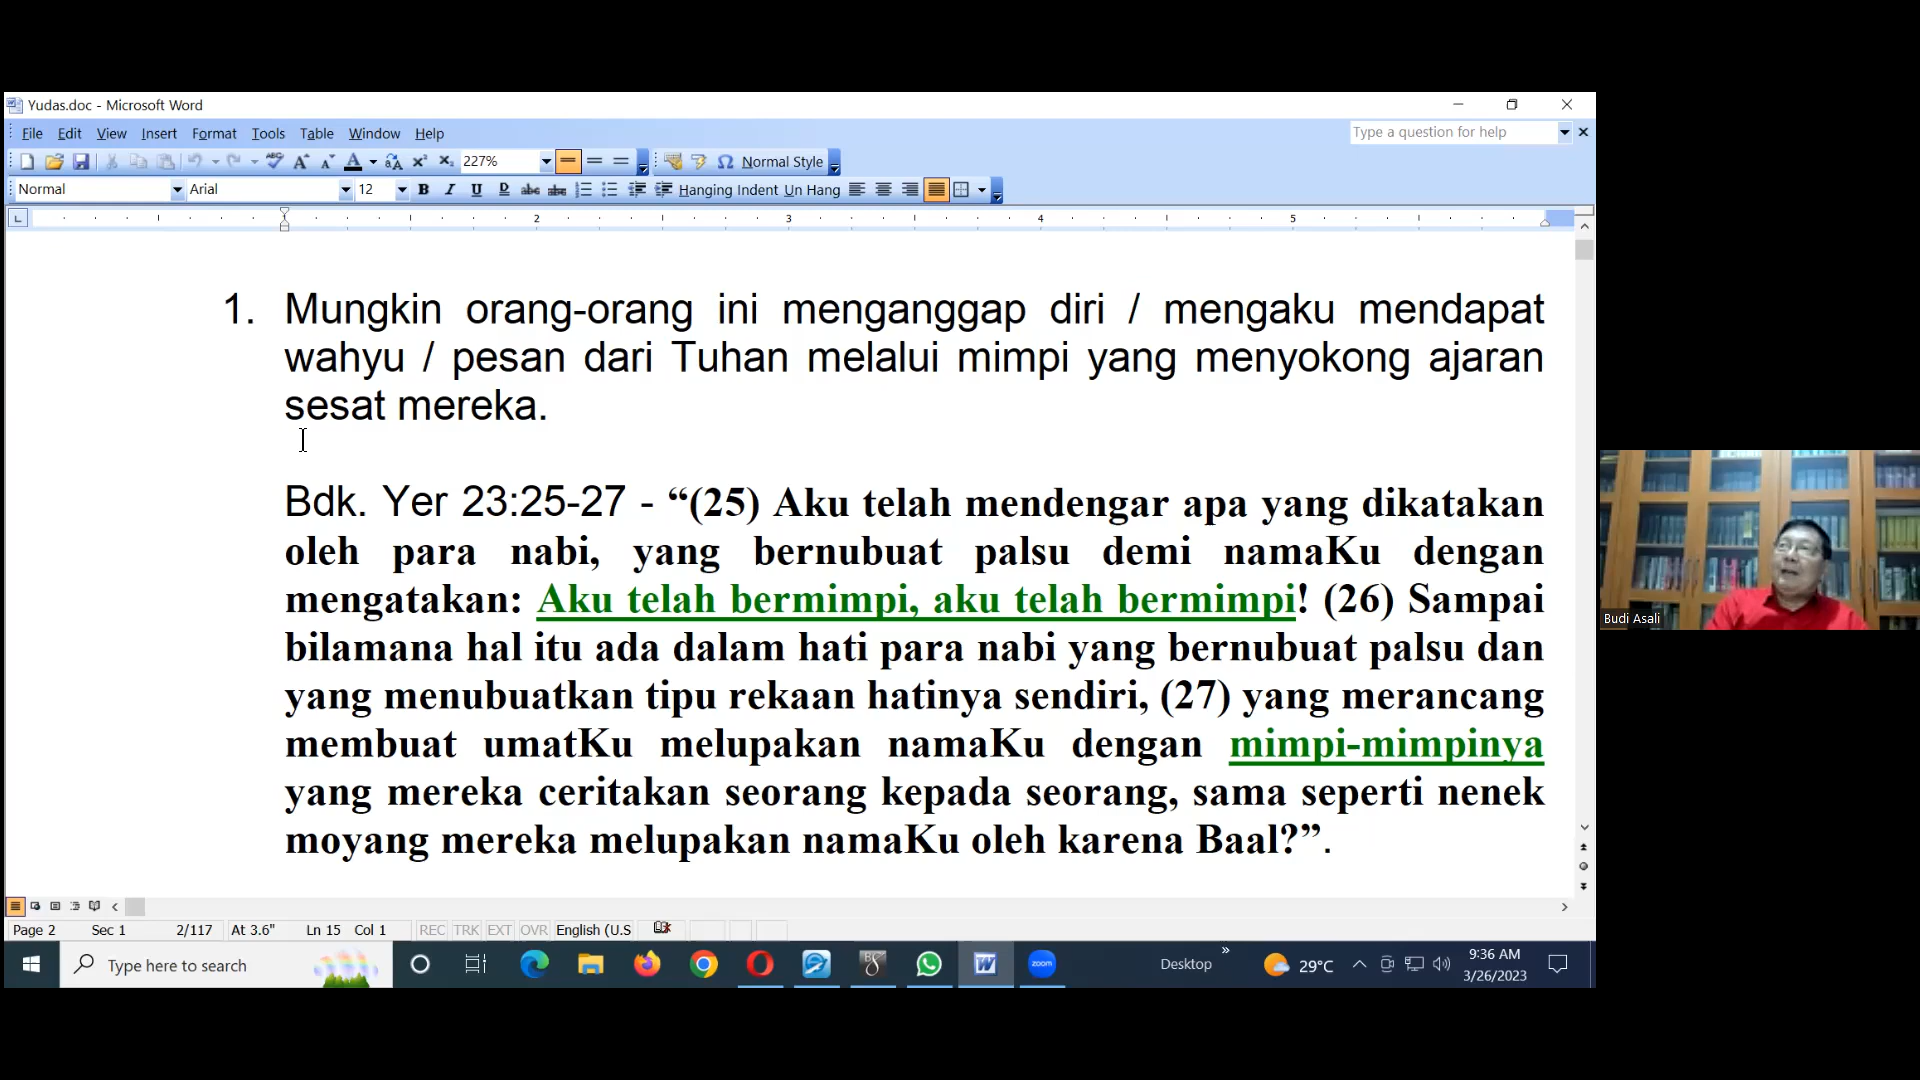 Yudas.doc - Microsoft Word
File Edit View Insert Format Tools Table Window Help
Type a question for help
227%
Normal Style
Normal
Arial
12
Hanging Indent Un Hang
2 3 4 5
1. Mungkin orang-orang ini menganggap diri / mengaku mendapat
wahyu / pesan dari Tuhan melalui mimpi yang menyokong ajaran
sesat mereka.
Bdk. Yer 23:25-27 - “(25) Aku telah mendengar apa yang dikatakan
oleh para nabi, yang bernubuat palsu demi namaKu dengan
mengatakan: Aku telah bermimpi, aku telah bermimpi! (26) Sampai
bilamana hal itu ada dalam hati para nabi yang bernubuat palsu dan
yang menubuatkan tipu rekaan hatinya sendiri, (27) yang merancang
membuat umatKu melupakan namaKu dengan mimpi-mimpinya
yang mereka ceritakan seorang kepada seorang, sama seperti nenek
moyang mereka melupakan namaKu oleh karena Baal?”.
Budi Asali
Page 2 Sec 1 2/117 At 3.6" Ln 15 Col 1 REC TRK EXT OVR English (U.S
Type here to search
zoom
Desktop
29°C
9:36 AM
3/26/2023